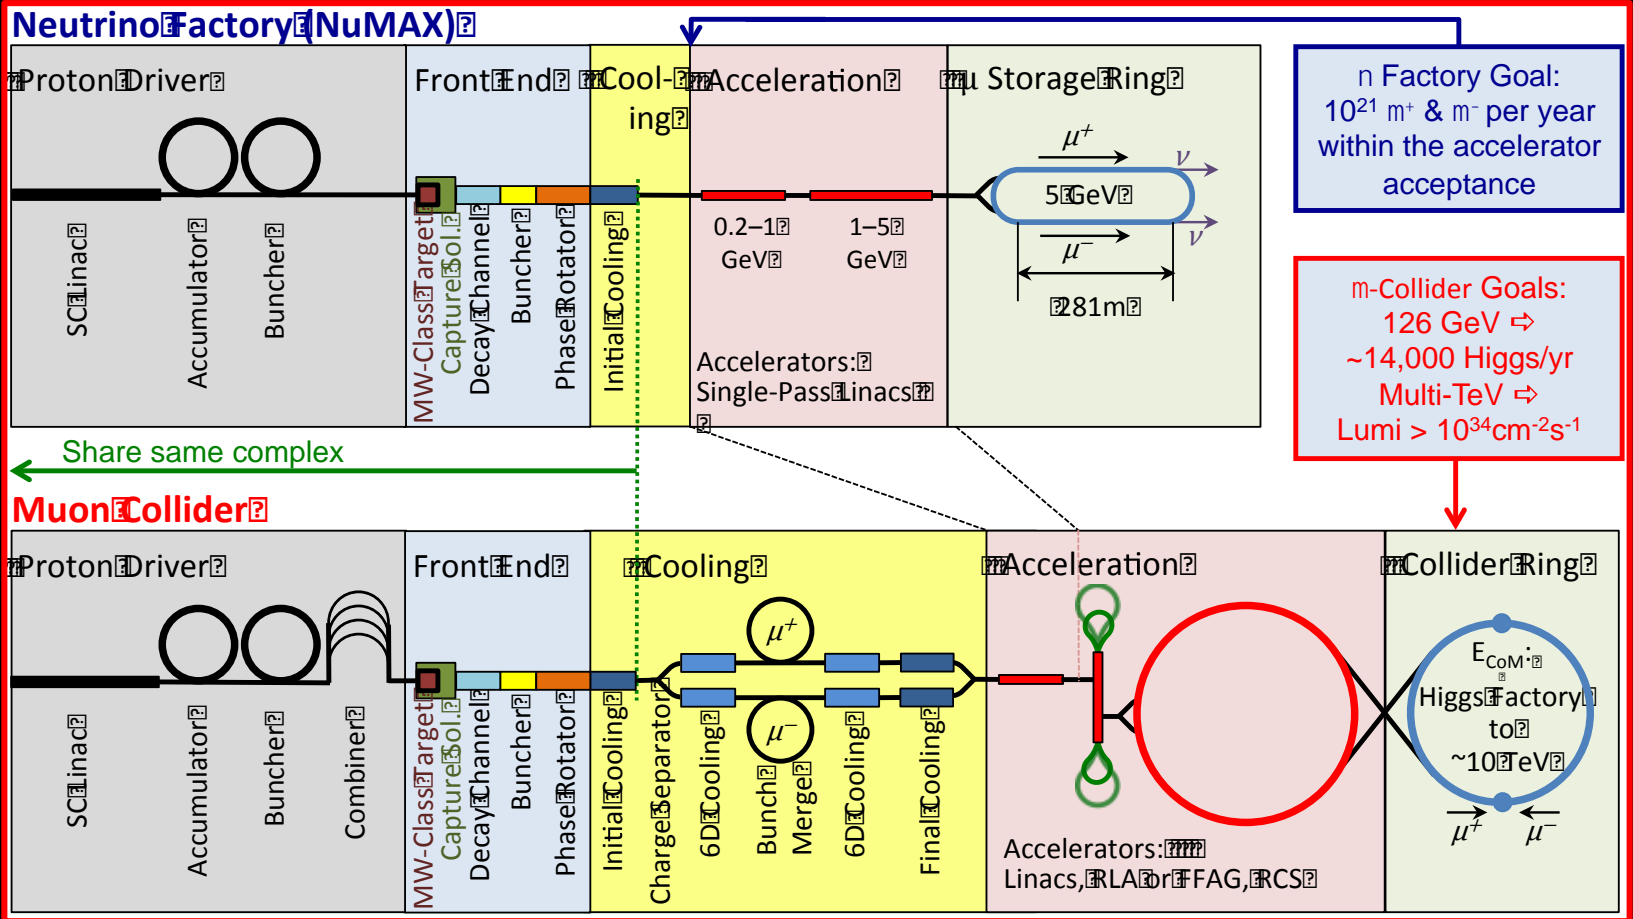 Neutrino Factory (NuMAX)
Proton Driver
Front End
Cool-
ing
Acceleration
µ Storage Ring
n Factory Goal:
10²¹ m⁺ & m⁻ per year
within the accelerator
acceptance
μ⁺
ν
5 GeV
μ⁻
ν
281m
0.2–1
GeV
1–5
GeV
SC Linac
Accumulator
Buncher
MW-Class Target
Capture Sol.
Decay Channel
Buncher
Phase Rotator
Initial Cooling
Accelerators:
Single-Pass Linacs
m-Collider Goals:
126 GeV ⇨
~14,000 Higgs/yr
Multi-TeV ⇨
Lumi > 10³⁴cm⁻²s⁻¹
Share same complex
Muon Collider
Proton Driver
Front End
Cooling
Acceleration
Collider Ring
μ⁺
μ⁻
E_CoM:
Higgs Factory
to
~10 TeV
μ⁺
μ⁻
SC Linac
Accumulator
Buncher
Combiner
MW-Class Target
Capture Sol.
Decay Channel
Buncher
Phase Rotator
Initial Cooling
Charge Separator
6D Cooling
Bunch
Merge
6D Cooling
Final Cooling
Accelerators:
Linacs, RLA or FFAG, RCS